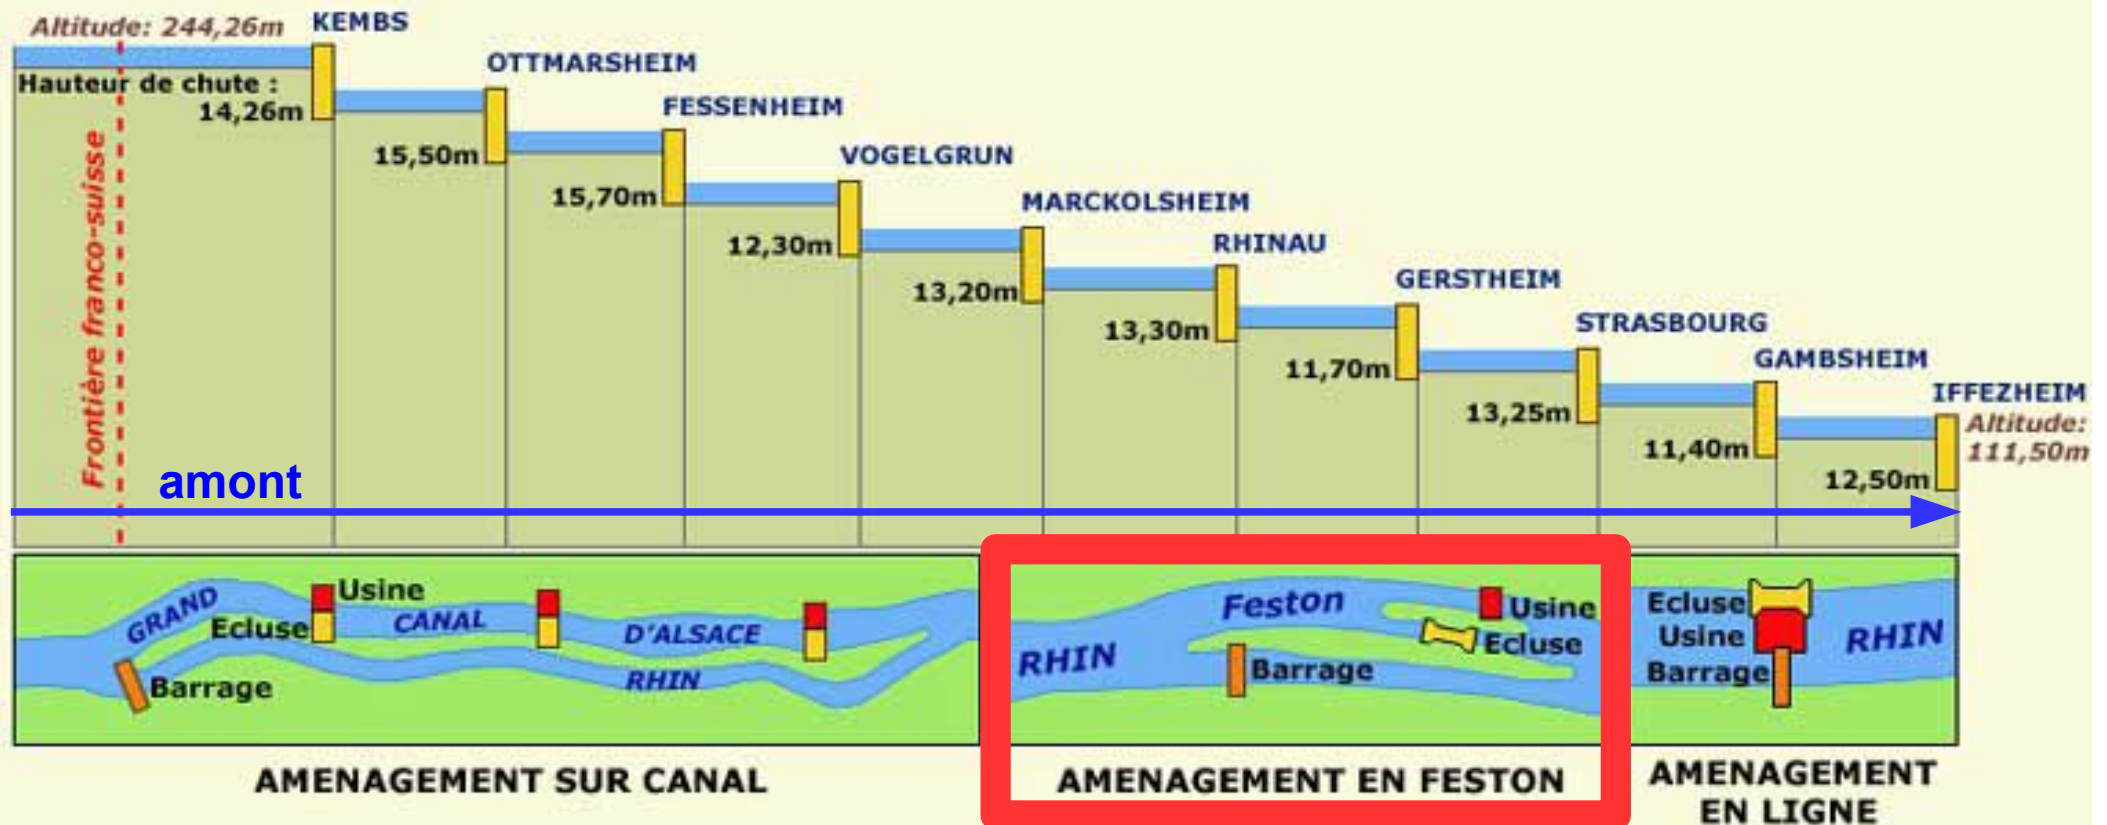 Altitude: 244,26m
KEMBS
Hauteur de chute :
14,26m
OTTMARSHEIM
15,50m
FESSENHEIM
15,70m
VOGELGRUN
12,30m
MARCKOLSHEIM
13,20m
RHINAU
13,30m
GERSTHEIM
11,70m
STRASBOURG
13,25m
GAMBSHEIM
11,40m
IFFEZHEIM
Altitude:
111,50m
12,50m
Frontière franco-suisse
amont
GRAND
Usine
Ecluse
CANAL
D'ALSACE
RHIN
Barrage
RHIN
Feston
Usine
Ecluse
Barrage
Ecluse
Usine
Barrage
RHIN
AMENAGEMENT SUR CANAL
AMENAGEMENT EN FESTON
AMENAGEMENT
EN LIGNE